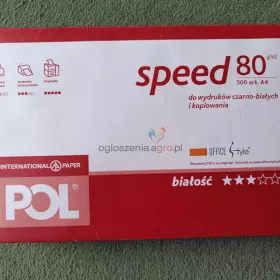 speed 80 g/m2
500 ark. A4
do wydruków czarno-białych
i kopiowania
ogloszenia.agro.pl
INTERNATIONAL PAPER
POL®
OFFICE Style
białość